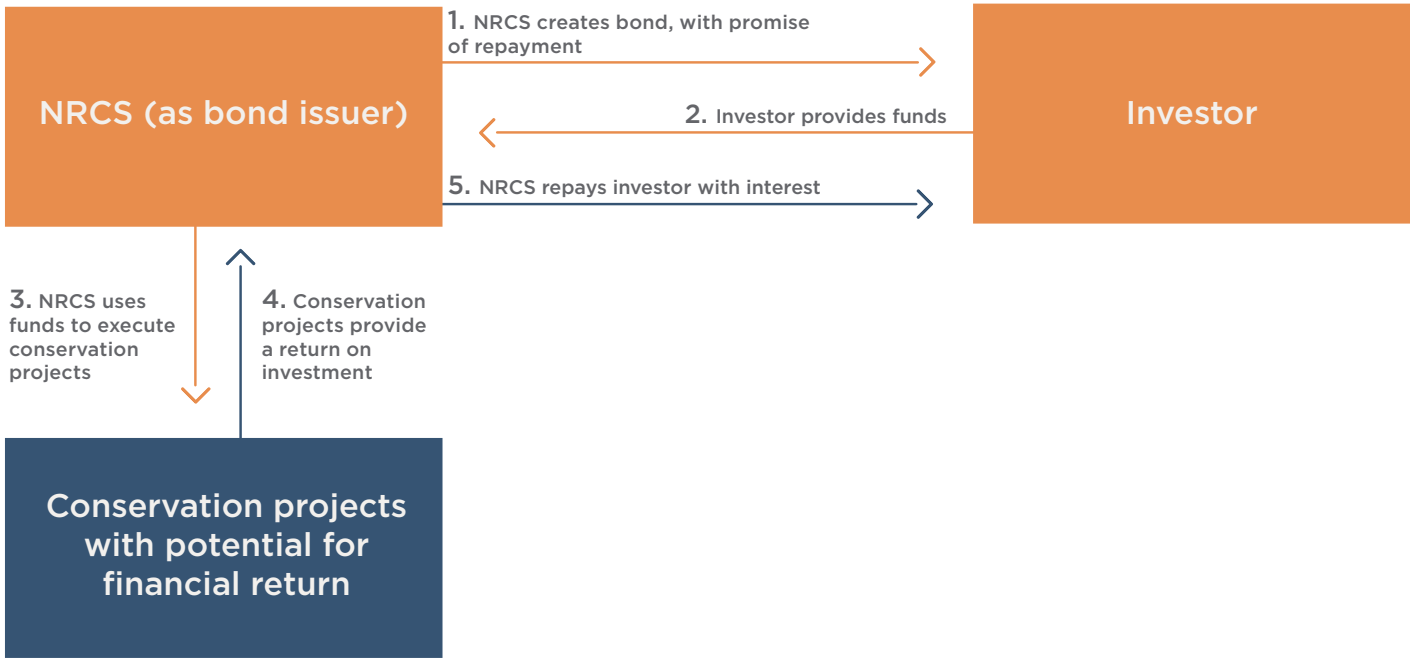 NRCS (as bond issuer)
1. NRCS creates bond, with promise
of repayment
2. Investor provides funds
5. NRCS repays investor with interest
Investor
3. NRCS uses
funds to execute
conservation
projects
4. Conservation
projects provide
a return on
investment
Conservation projects
with potential for
financial return